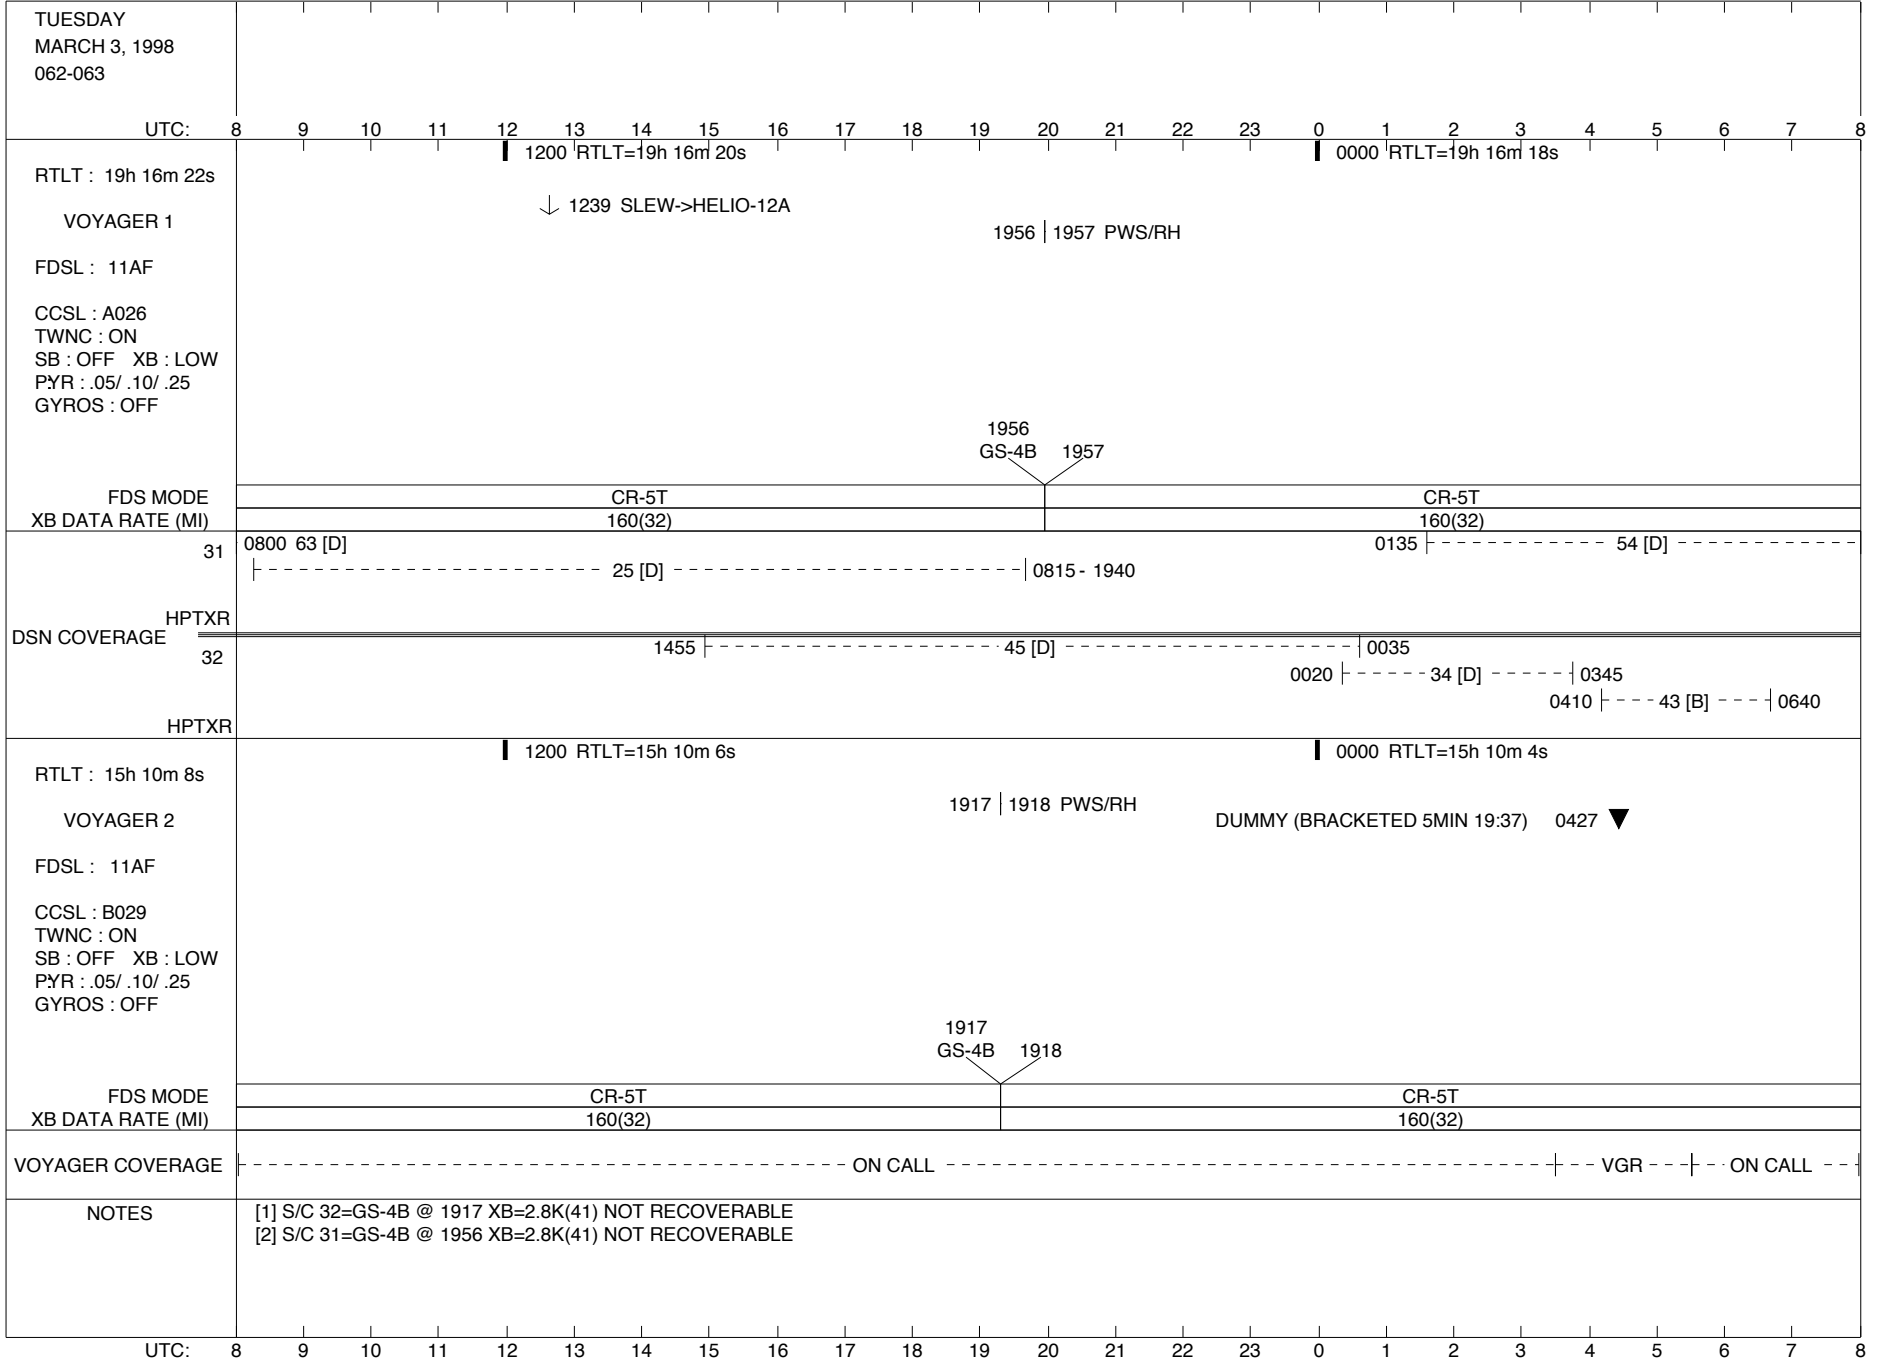 TUESDAY
MARCH 3, 1998
062-063
UTC: 8 9 10 11 12 13 14 15 16 17 18 19 20 21 22 23 0 1 2 3 4 5 6 7 8
1200 RTLT=19h 16m 20s 0000 RTLT=19h 16m 18s
RTLT : 19h 16m 22s
1239 SLEW->HELIO-12A
VOYAGER 1
1956 1957 PWS/RH
FDSL : 11AF
CCSL : A026
TWNC : ON
SB : OFF XB : LOW
P:YR : .05/ .10/ .25
GYROS : OFF
1956
GS-4B 1957
FDS MODE CR-5T CR-5T
XB DATA RATE (MI) 160(32) 160(32)
31 0800 63 [D] 0135 54 [D]
25 [D] 0815 - 1940
HPTXR
DSN COVERAGE
32 1455 45 [D] 0035
0020 34 [D] 0345
0410 43 [B] 0640
HPTXR
1200 RTLT=15h 10m 6s 0000 RTLT=15h 10m 4s
RTLT : 15h 10m 8s
1917 1918 PWS/RH
VOYAGER 2 DUMMY (BRACKETED 5MIN 19:37) 0427
FDSL : 11AF
CCSL : B029
TWNC : ON
SB : OFF XB : LOW
P:YR : .05/ .10/ .25
GYROS : OFF
1917
GS-4B 1918
FDS MODE CR-5T CR-5T
XB DATA RATE (MI) 160(32) 160(32)
VOYAGER COVERAGE ON CALL VGR ON CALL
NOTES [1] S/C 32=GS-4B @ 1917 XB=2.8K(41) NOT RECOVERABLE
[2] S/C 31=GS-4B @ 1956 XB=2.8K(41) NOT RECOVERABLE
UTC: 8 9 10 11 12 13 14 15 16 17 18 19 20 21 22 23 0 1 2 3 4 5 6 7 8